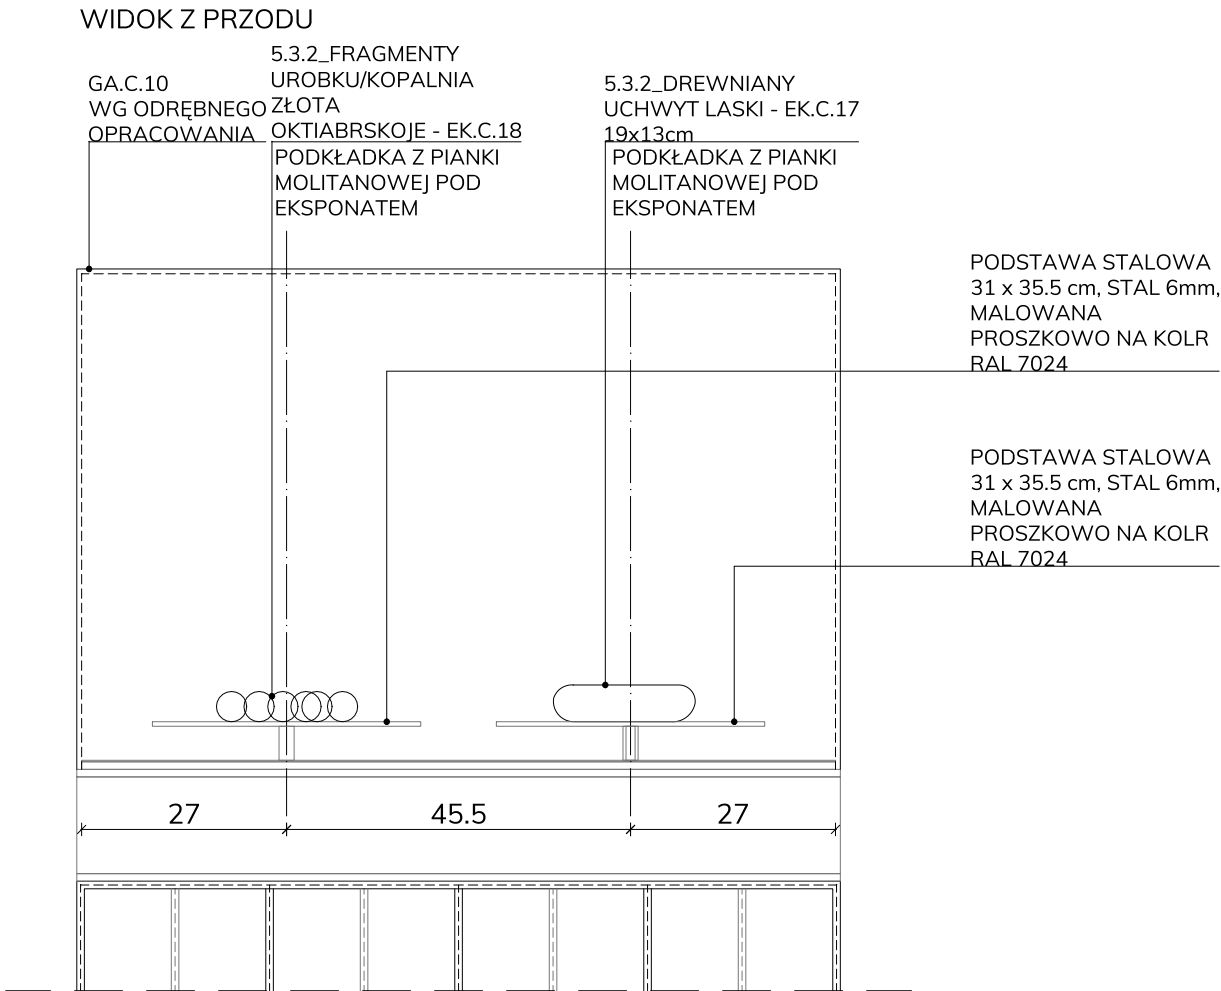 WIDOK Z PRZODU
GA.C.10
WG ODRĘBNEGO
OPRACOWANIA
5.3.2_FRAGMENTY
UROBKU/KOPALNIA
ZŁOTA
OKTIABRSKOJE - EK.C.18
PODKŁADKA Z PIANKI
MOLITANOWEJ POD
EKSPONATEM
5.3.2_DREWNIANY
UCHWYT LASKI - EK.C.17
19x13cm
PODKŁADKA Z PIANKI
MOLITANOWEJ POD
EKSPONATEM
PODSTAWA STALOWA
31 x 35.5 cm, STAL 6mm,
MALOWANA
PROSZKOWO NA KOLR
RAL 7024
PODSTAWA STALOWA
31 x 35.5 cm, STAL 6mm,
MALOWANA
PROSZKOWO NA KOLR
RAL 7024
27
45.5
27